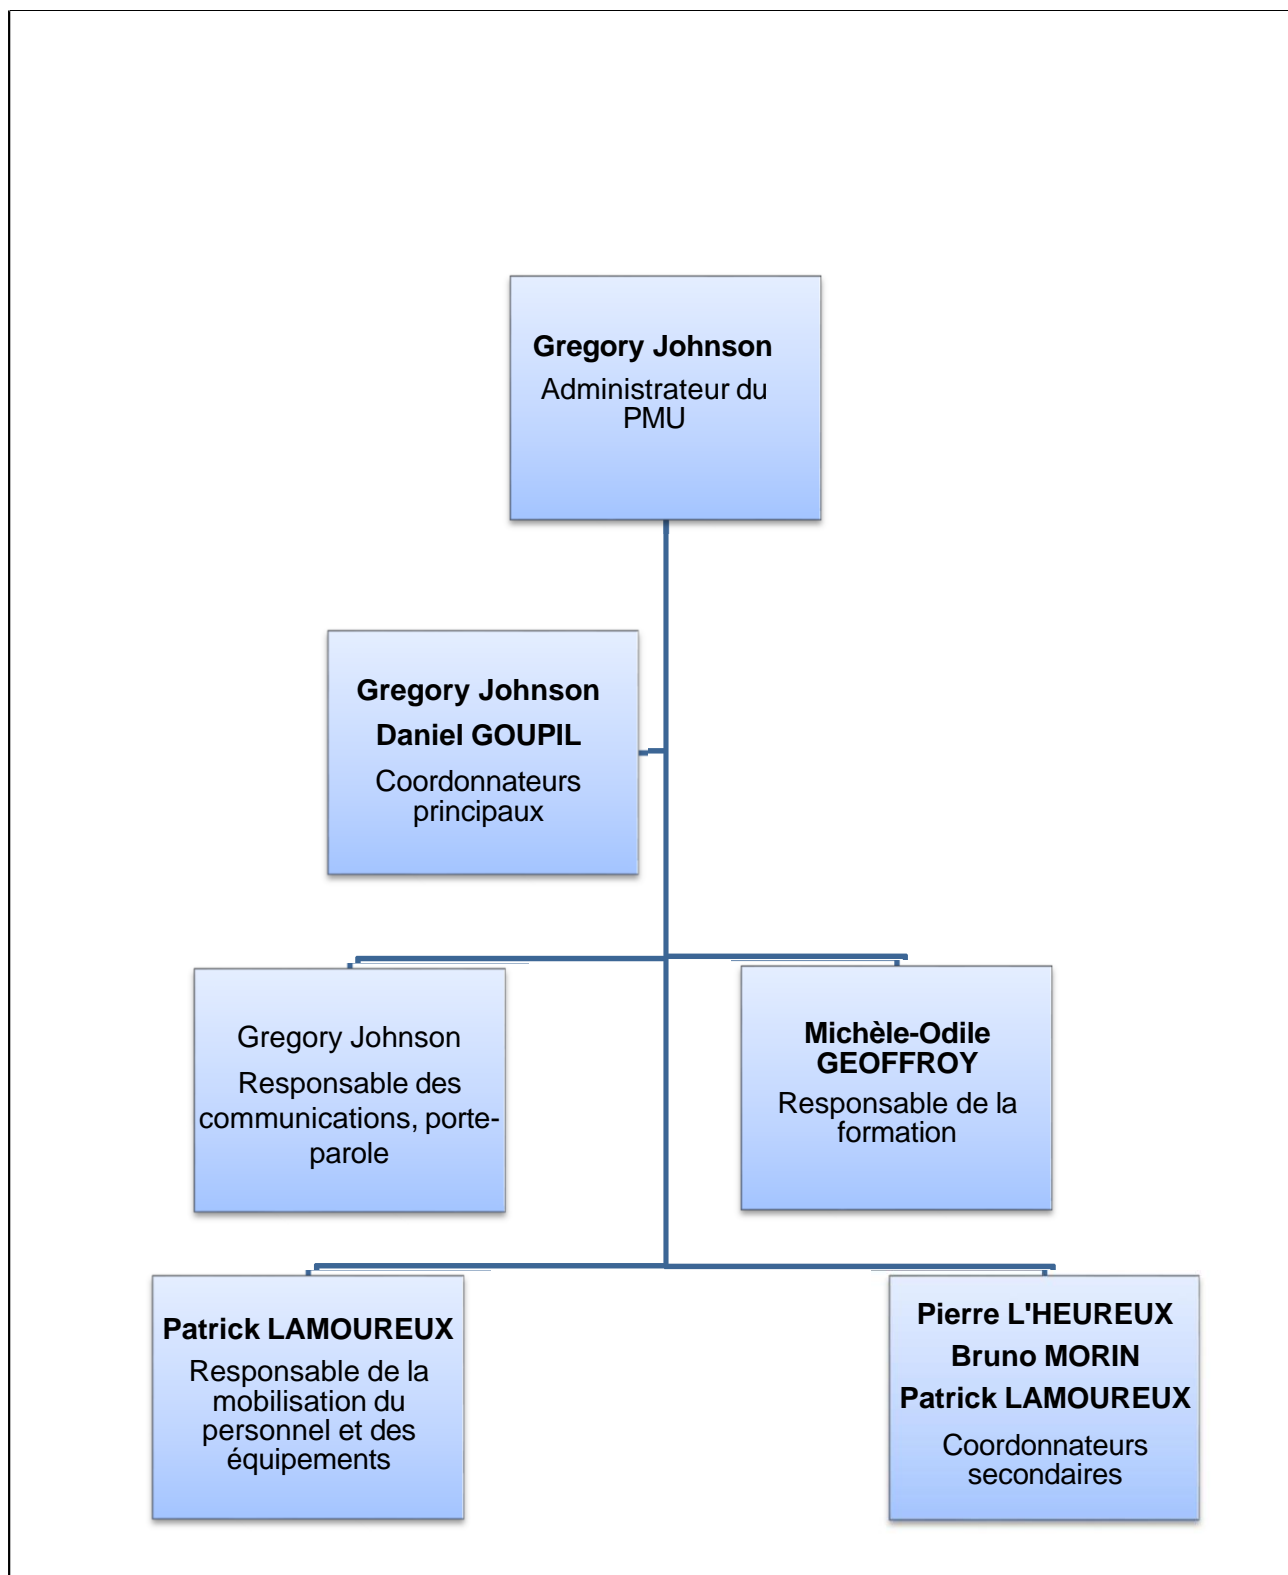 Gregory Johnson
Administrateur du
PMU
Gregory Johnson
Daniel GOUPIL
Coordonnateurs
principaux
Gregory Johnson
Responsable des
communications, porte-
parole
Michèle-Odile
GEOFFROY
Responsable de la
formation
Patrick LAMOUREUX
Responsable de la
mobilisation du
personnel et des
équipements
Pierre L'HEUREUX
Bruno MORIN
Patrick LAMOUREUX
Coordonnateurs
secondaires